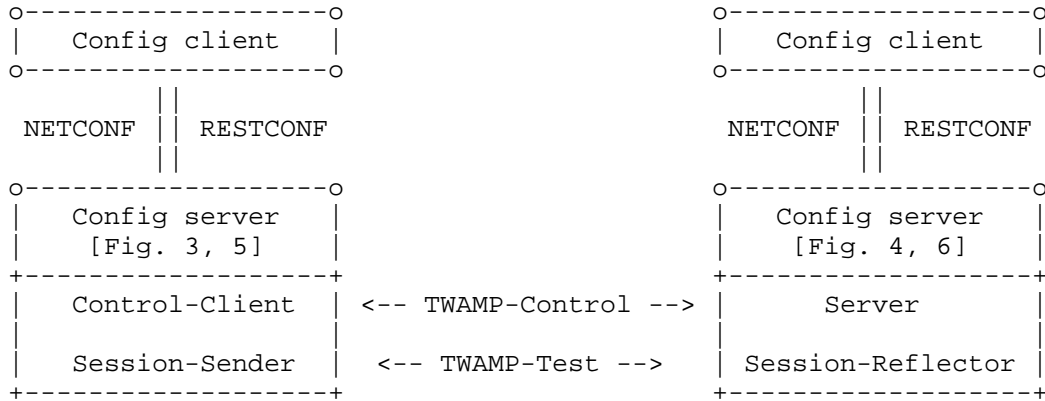 Config client Config client
NETCONF || RESTCONF NETCONF || RESTCONF
Config server Config server
[Fig. 3, 5] [Fig. 4, 6]
Control-Client <-- TWAMP-Control --> Server
Session-Sender <-- TWAMP-Test --> Session-Reflector